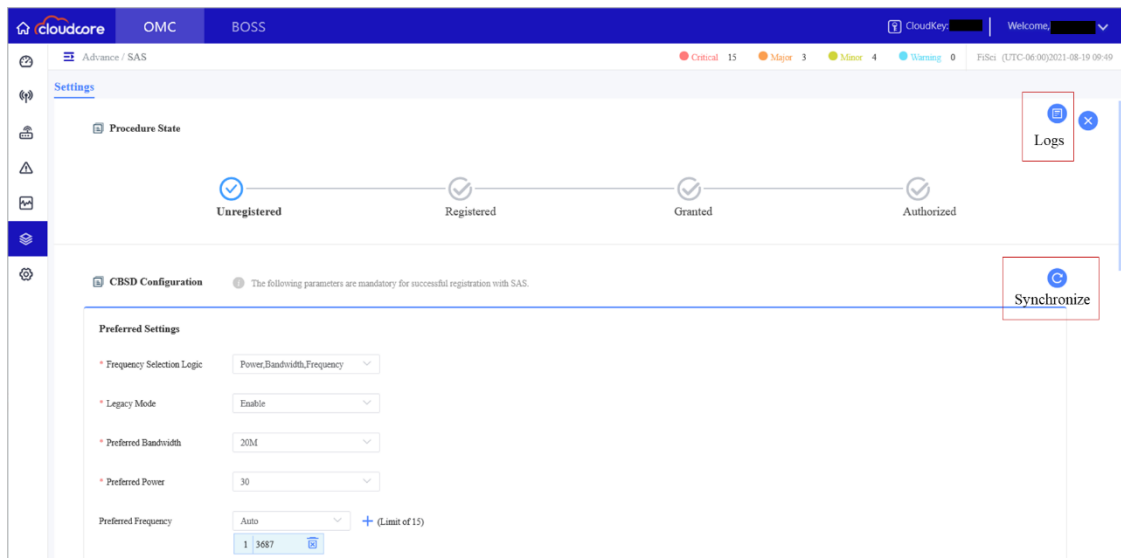 cloudcore OMC BOSS CloudKey: Welcome,
Advance / SAS Critical 15 Major 3 Minor 4 Warning 0 FiSci (UTC-06:00)2021-08-19 09:49
Settings
Procedure State
Logs
Unregistered Registered Granted Authorized
CBSD Configuration The following parameters are mandatory for successful registration with SAS.
Synchronize
Preferred Settings
* Frequency Selection Logic Power,Bandwidth,Frequency
* Legacy Mode Enable
* Preferred Bandwidth 20M
* Preferred Power 30
Preferred Frequency Auto + (Limit of 15)
1 3687